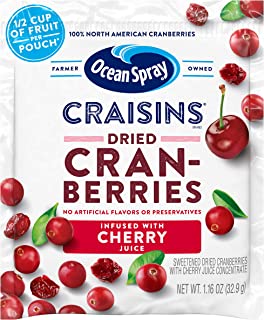 1/2 CUP
OF FRUIT
PER
POUCH*
100% NORTH AMERICAN CRANBERRIES
FARMER OWNED
Ocean Spray
CRAISINS
DRIED
CRAN-
BERRIES
NO ARTIFICIAL FLAVORS OR PRESERVATIVES
INFUSED WITH
CHERRY
JUICE
SWEETENED DRIED CRANBERRIES
WITH CHERRY JUICE CONCENTRATE
NET WT. 1.16 OZ (32.9 g)